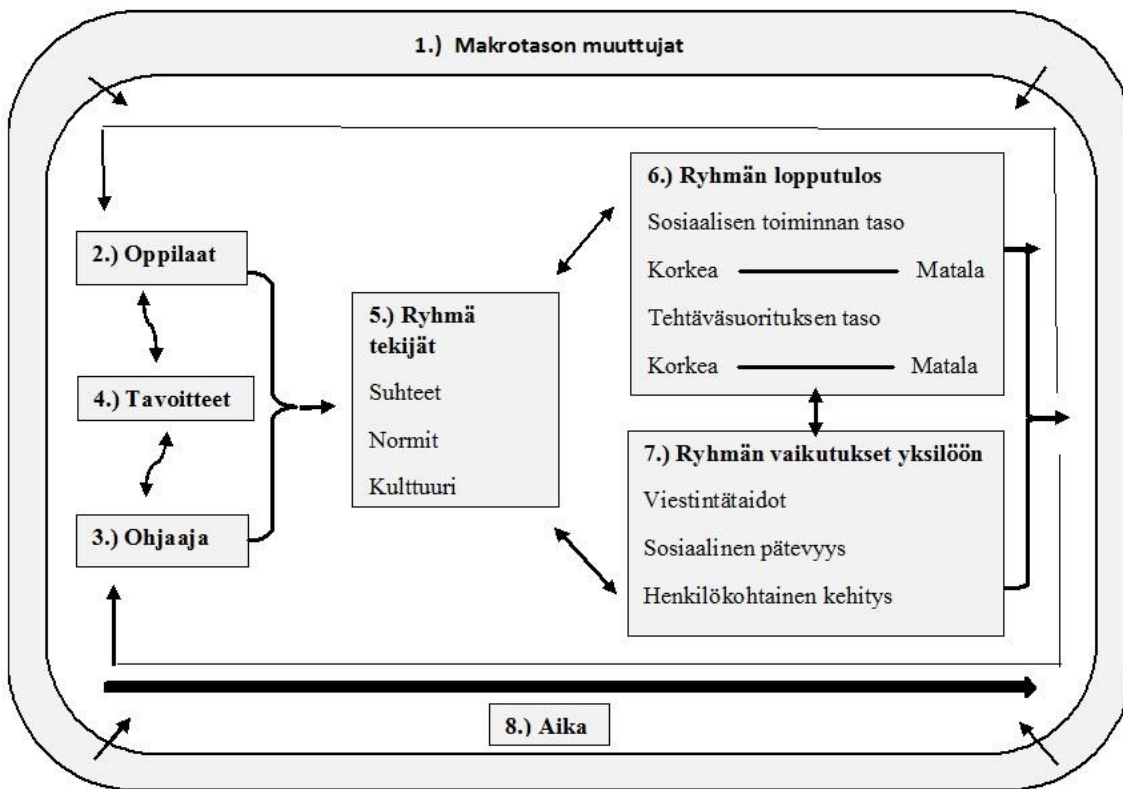 1.) Makrotason muuttujat
2.) Oppilaat
4.) Tavoitteet
3.) Ohjaaja
5.) Ryhmä
tekijät
Suhteet
Normit
Kulttuuri
6.) Ryhmän lopputulos
Sosiaalisen toiminnan taso
Korkea Matala
Tehtäväsuorituksen taso
Korkea Matala
7.) Ryhmän vaikutukset yksilöön
Viestintätaidot
Sosiaalinen pätevyys
Henkilökohtainen kehitys
8.) Aika